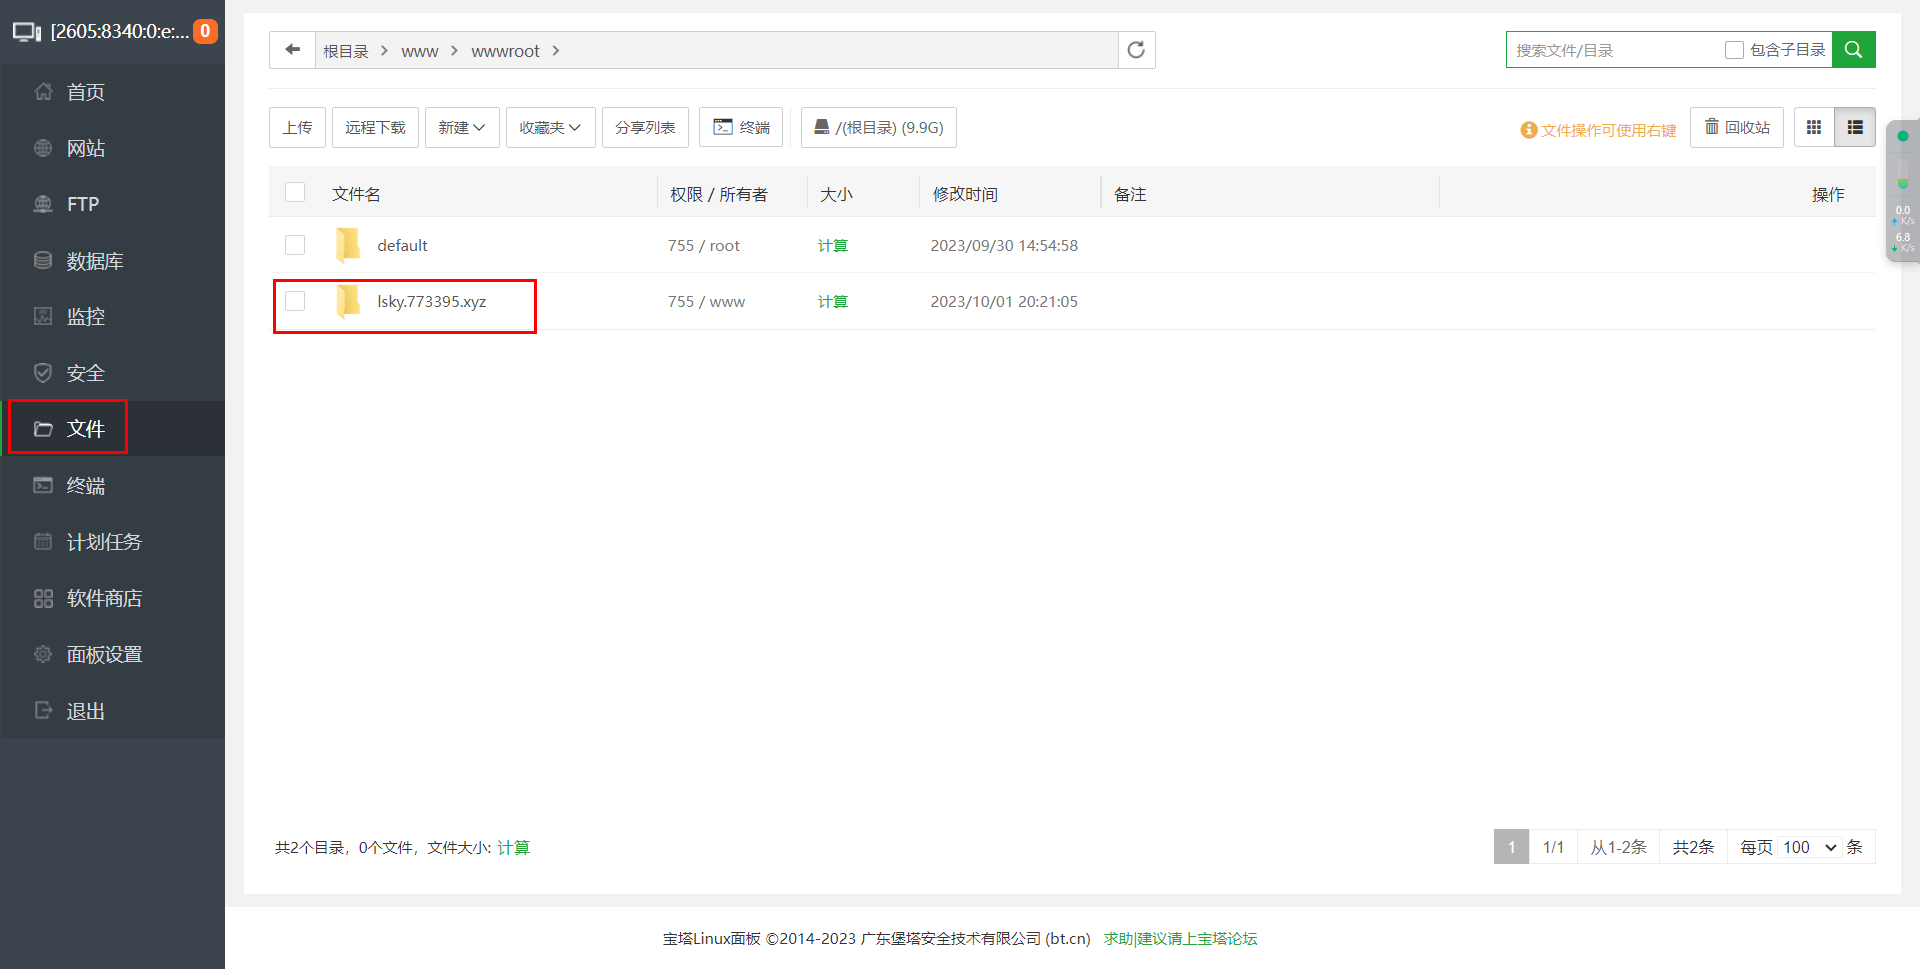 [2605:8340:0:e:... 0
首页
网站
FTP
数据库
监控
安全
文件
终端
计划任务
软件商店
面板设置
退出
根目录 > www > wwwroot >
搜索文件/目录 包含子目录
上传 远程下载 新建 收藏夹 分享列表 终端 /(根目录) (9.9G)
文件操作可使用右键 回收站
文件名 权限 / 所有者 大小 修改时间 备注 操作
default 755 / root 计算 2023/09/30 14:54:58
lsky.773395.xyz 755 / www 计算 2023/10/01 20:21:05
0.0
K/s
6.8
K/s
共2个目录，0个文件，文件大小: 计算
1 1/1 从1-2条 共2条 每页 100 条
宝塔Linux面板 ©2014-2023 广东堡塔安全技术有限公司 (bt.cn) 求助|建议请上宝塔论坛